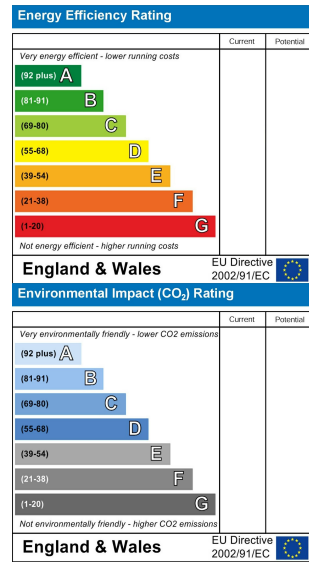 Energy Efficiency Rating
Current Potential
Very energy efficient - lower running costs
(92 plus) A
(81-91) B
(69-80) C
(55-68) D
(39-54) E
(21-38) F
(1-20) G
Not energy efficient - higher running costs
England & Wales
EU Directive
2002/91/EC
Environmental Impact (CO₂) Rating
Current Potential
Very environmentally friendly - lower CO2 emissions
(92 plus) A
(81-91) B
(69-80) C
(55-68) D
(39-54) E
(21-38) F
(1-20) G
Not environmentally friendly - higher CO2 emissions
England & Wales
EU Directive
2002/91/EC